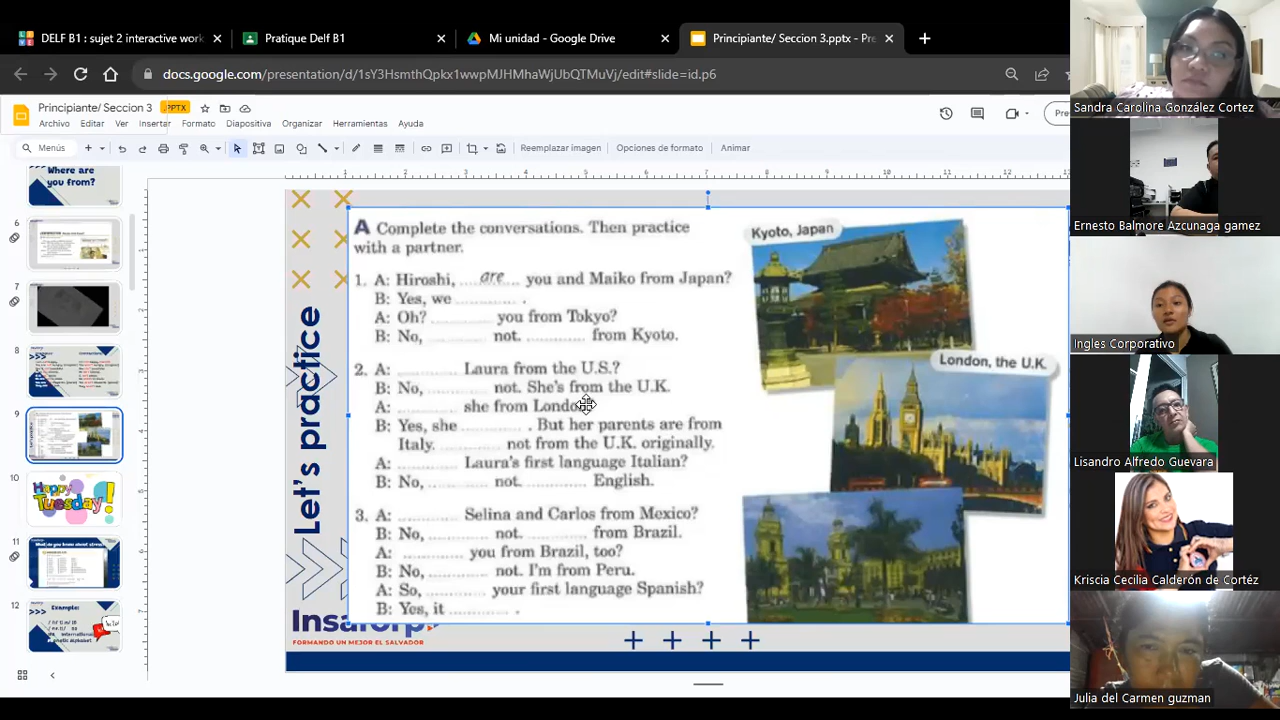 DELF B1 : sujet 2 interactive work
Pratique Delf B1
Mi unidad - Google Drive
Principiante/ Seccion 3.pptx - Pre
docs.google.com/presentation/d/1sY3HsmthQpkx1wwpMJHMhaWjUbQTMuVj/edit#slide=id.p6
Principiante/ Seccion 3
.PPTX
Archivo Editar Ver Insertar Formato Diapositiva Organizar Herramientas Ayuda
Menús
Reemplazar imagen Opciones de formato Animar
Where are
you from?
6
7
8
9
10
Happy
Tuesday!
11
12
Example:
Let's practice
A Complete the conversations. Then practice
with a partner.
1. A: Hiroshi, are you and Maiko from Japan?
B: Yes, we .......... .
A: Oh? .......... you from Tokyo?
B: No, .......... not. .......... from Kyoto.
2. A: .......... Laura from the U.S.?
B: No, .......... not. She's from the U.K.
A: .......... she from London?
B: Yes, she .......... . But her parents are from
Italy. .......... not from the U.K. originally.
A: .......... Laura's first language Italian?
B: No, .......... not. .......... English.
3. A: .......... Selina and Carlos from Mexico?
B: No, .......... not. .......... from Brazil.
A: .......... you from Brazil, too?
B: No, .......... not. I'm from Peru.
A: So, .......... your first language Spanish?
B: Yes, it .......... .
Kyoto, Japan
London, the U.K.
Insaforp
FORMANDO UN MEJOR EL SALVADOR
Sandra Carolina González Cortez
Ernesto Balmore Azcunaga gamez
Ingles Corporativo
Lisandro Alfredo Guevara
Kriscia Cecilia Calderón de Cortéz
Julia del Carmen guzman